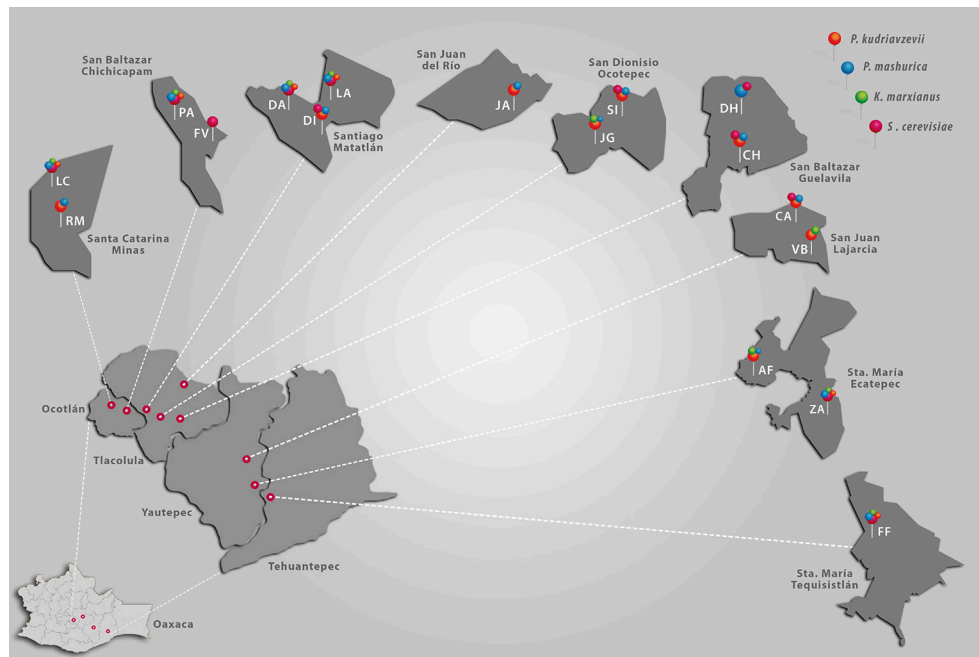 P. kudriavzevii
P. mashurica
K. marxianus
S. cerevisiae
San Baltazar
Chichicapam
PA
FV
DA
LA
DI
Santiago
Matatlán
San Juan
del Río
JA
San Dionisio
Ocotepec
SI
JG
DH
CH
San Baltazar
Guelavila
LC
RM
Santa Catarina
Minas
CA
VB
San Juan
Lajarcia
AF
ZA
Sta. María
Ecatepec
Ocotlán
Tlacolula
Yautepec
Tehuantepec
FF
Sta. María
Tequisistlán
Oaxaca